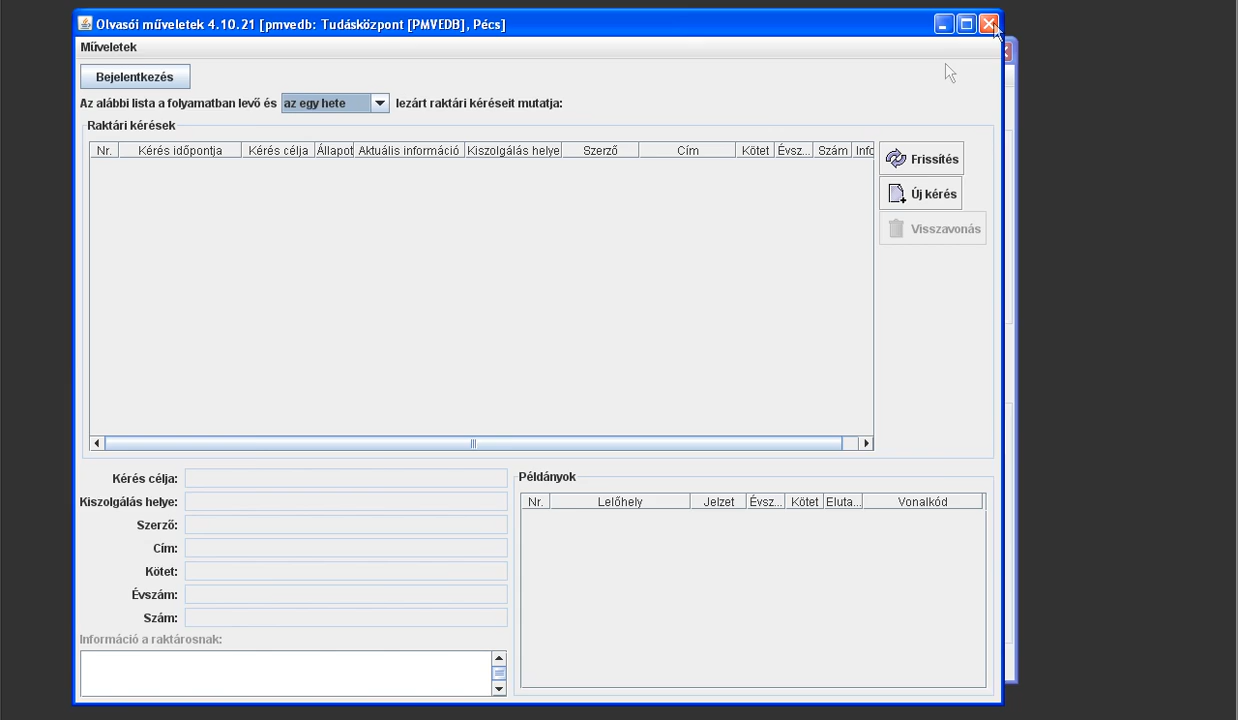 Olvasói műveletek 4.10.21 [pmvedb: Tudásközpont [PMVEDB], Pécs]
Műveletek
Bejelentkezés
Az alábbi lista a folyamatban levő és az egy hete lezárt raktári kéréseit mutatja:
Raktári kérések
Nr. Kérés időpontja Kérés célja Állapot Aktuális információ Kiszolgálás helye Szerző Cím Kötet Évsz... Szám Info
Frissítés
Új kérés
Visszavonás
Kérés célja:
Kiszolgálás helye:
Szerző:
Cím:
Kötet:
Évszám:
Szám:
Információ a raktárosnak:
Példányok
Nr. Lelőhely Jelzet Évsz... Kötet Eluta... Vonalkód